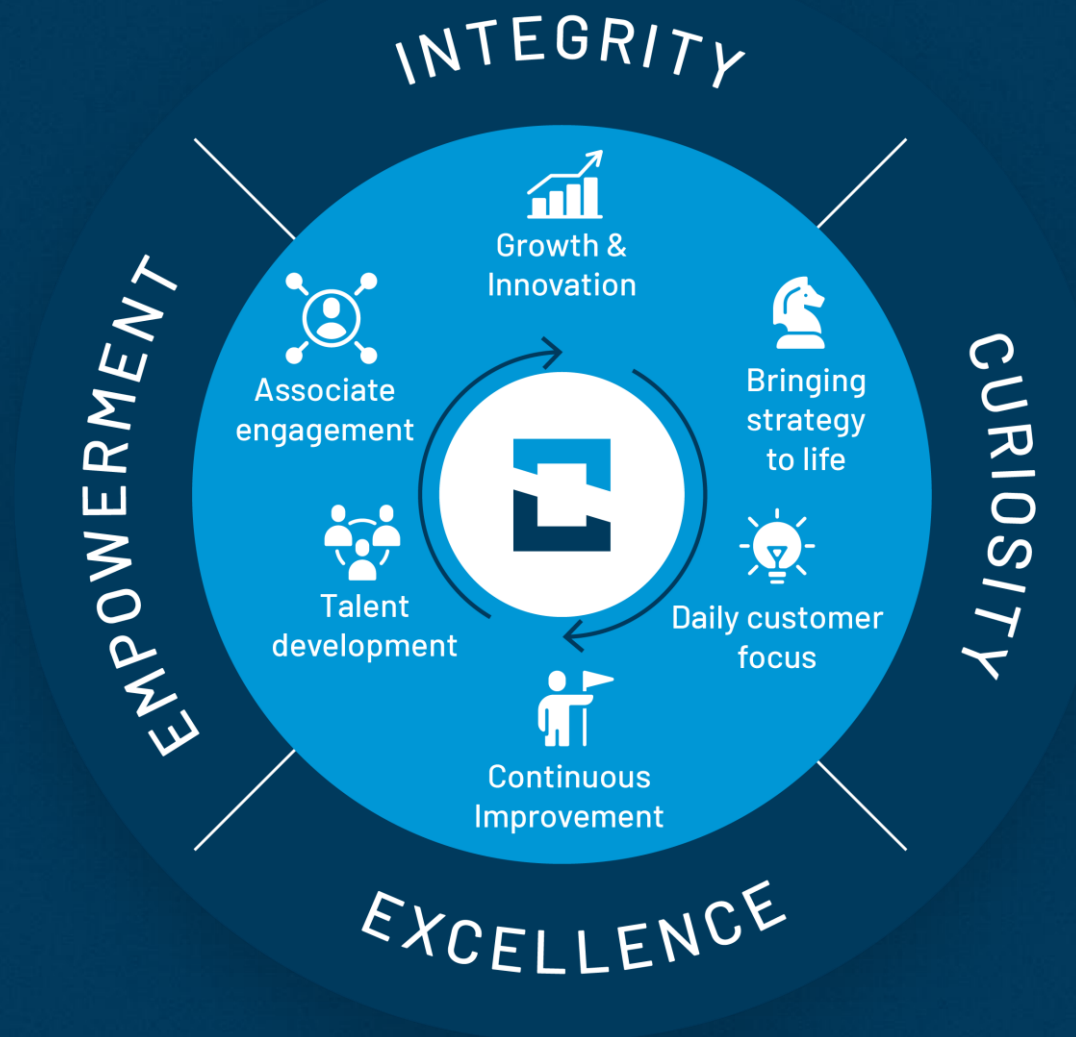 INTEGRITY
Growth &
Innovation
Bringing
strategy
to life
CURIOSITY
Daily customer
focus
Continuous
Improvement
EXCELLENCE
Talent
development
Associate
engagement
EMPOWERMENT